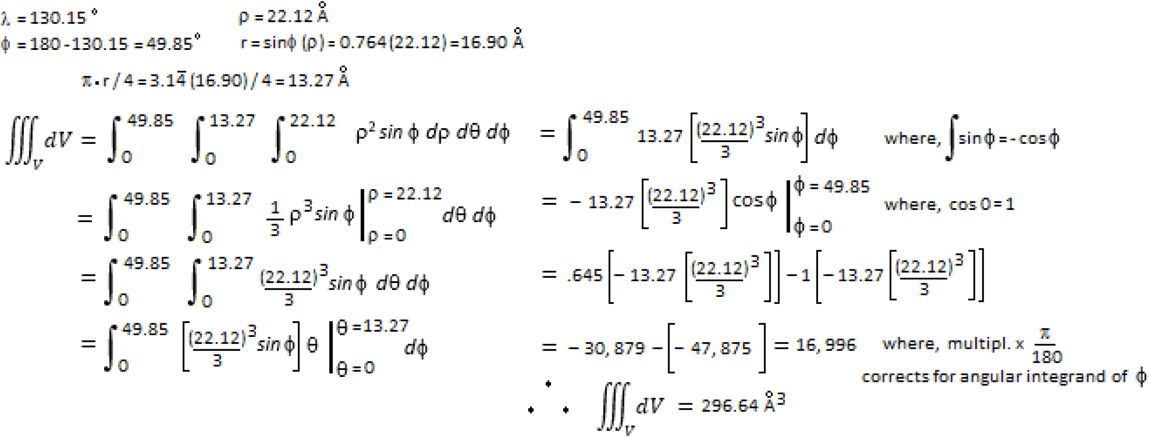 λ = 130.15° ρ = 22.12 Å
ϕ = 180 -130.15 = 49.85° r = sinϕ (ρ) = 0.764 (22.12) = 16.90 Å
π • r / 4 = 3.14̅ (16.90) / 4 = 13.27 Å
∭_V dV = ∫_0^49.85 ∫_0^13.27 ∫_0^22.12 ρ² sin ϕ dρ dθ dϕ
= ∫_0^49.85 ∫_0^13.27 1/3 ρ³ sin ϕ |_ρ = 0^ρ = 22.12 dθ dϕ
= ∫_0^49.85 ∫_0^13.27 (22.12)³/3 sin ϕ dθ dϕ
= ∫_0^49.85 [(22.12)³/3 sin ϕ] θ |_θ = 0^θ = 13.27 dϕ
= ∫_0^49.85 13.27 [(22.12)³/3 sin ϕ] dϕ where, ∫ sin ϕ = - cos ϕ
= - 13.27 [(22.12)³/3] cos ϕ |_ϕ = 0^ϕ = 49.85 where, cos 0 = 1
= .645 [- 13.27 [(22.12)³/3]] - 1 [- 13.27 [(22.12)³/3]]
= - 30, 879 - [- 47, 875] = 16, 996 where, multipl. x π/180
corrects for angular integrand of ϕ
∴ ∭_V dV = 296.64 Å³